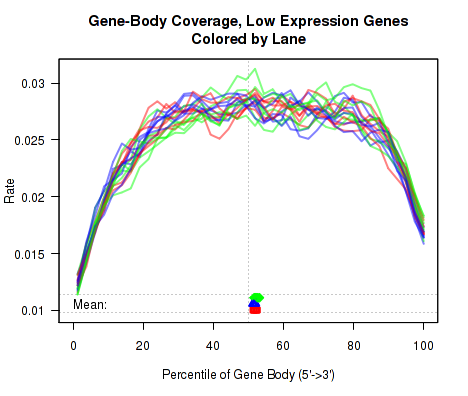 Gene-Body Coverage, Low Expression Genes
Colored by Lane
0.03
0.025
0.02
0.015
0.01
Rate
Mean:
0 20 40 60 80 100
Percentile of Gene Body (5'->3')